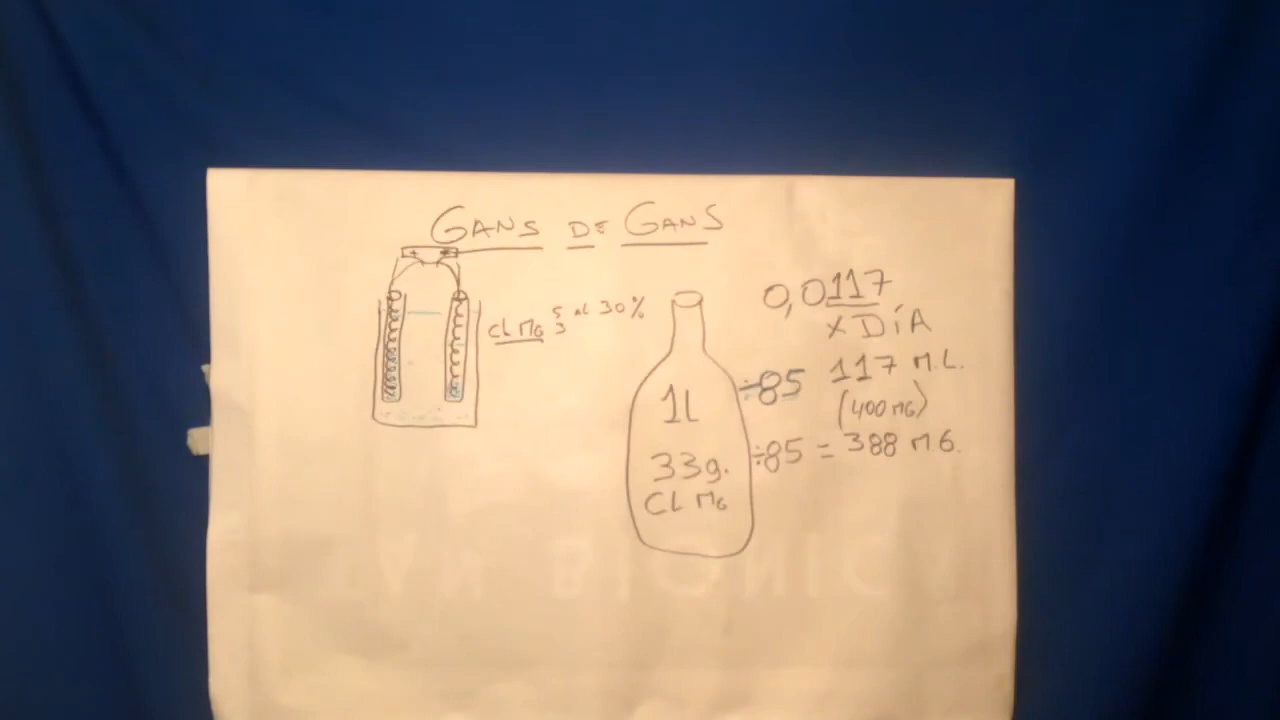 GANS DE GANS
+ -
CL MG 5 al 30%
3
0,0117
X DÍA
1L
÷85 117 M.L.
(400 MG)
33g. ÷85 = 388 MG.
CL MG